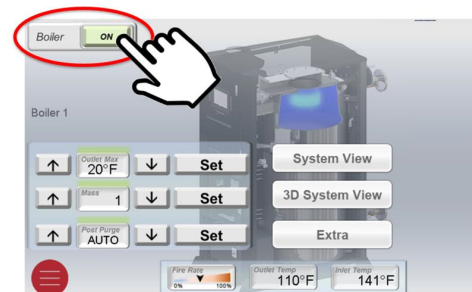 Boiler ON
Boiler 1
Outlet Max
20°F Set
Mass
1 Set
Post Purge
AUTO Set
System View
3D System View
Extra
Fire Rate
0% 100%
Outlet Temp
110°F
Inlet Temp
141°F